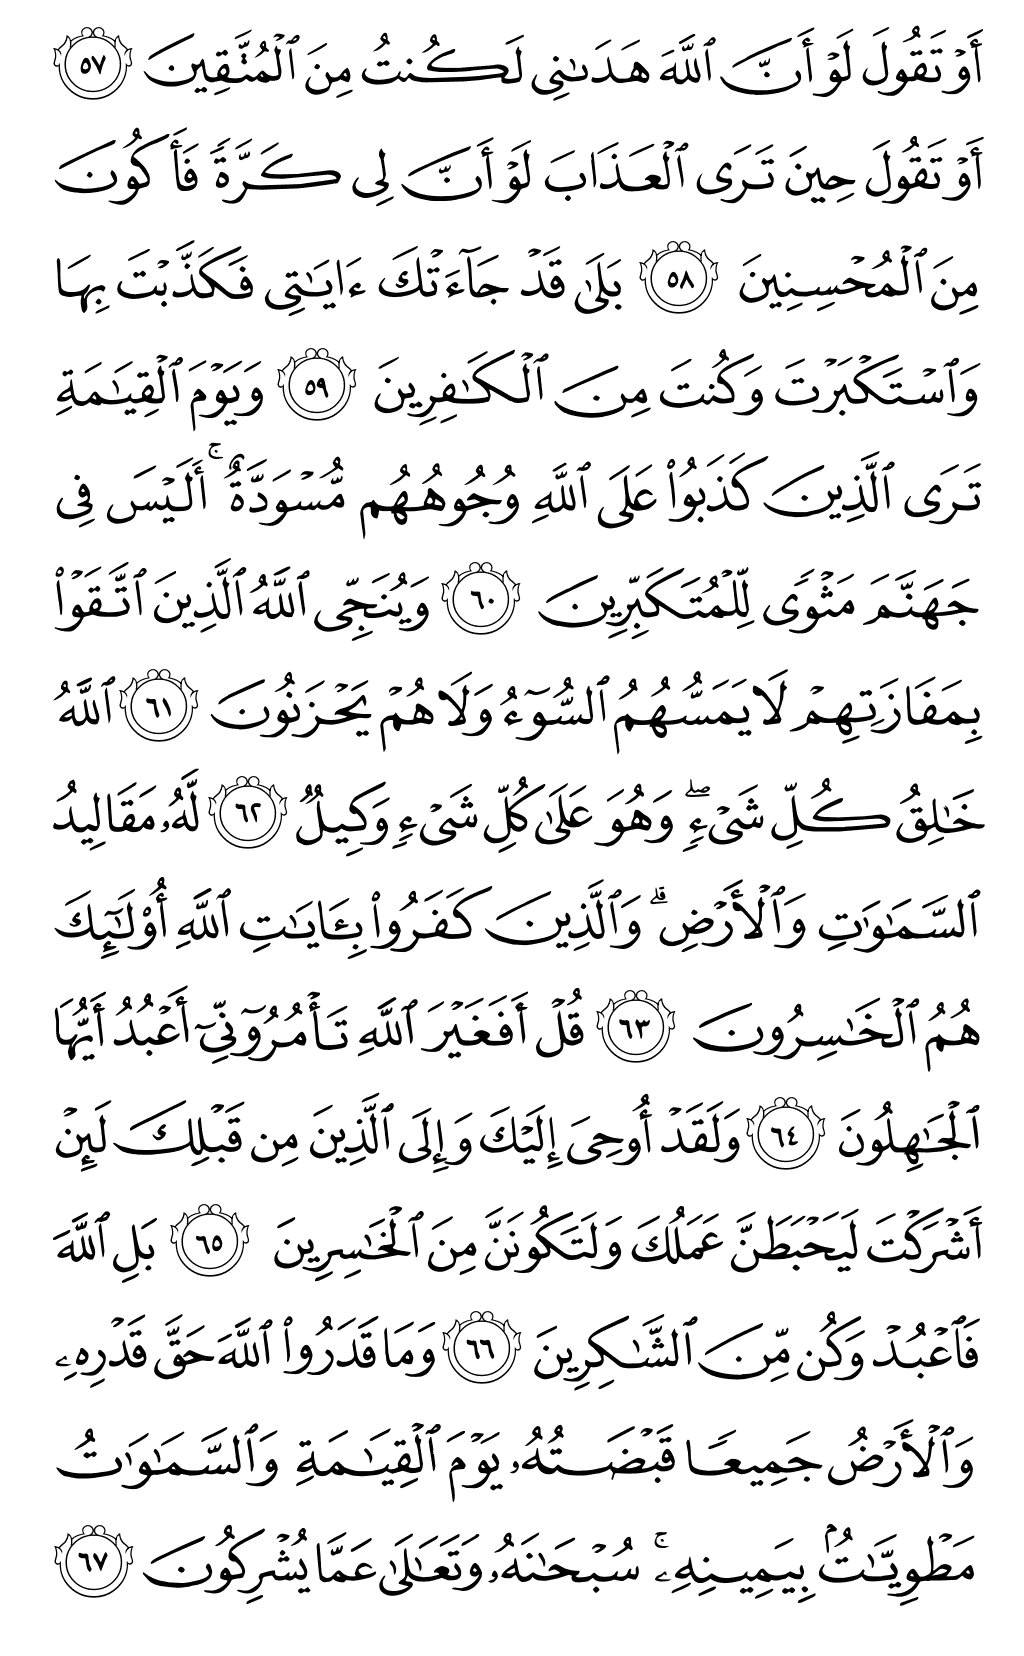 أَوْ تَقُولَ لَوْ أَنَّ ٱللَّهَ هَدَىٰنِى لَكُنتُ مِنَ ٱلْمُتَّقِينَ ٥٧
أَوْ تَقُولَ حِينَ تَرَى ٱلْعَذَابَ لَوْ أَنَّ لِى كَرَّةً فَأَكُونَ
مِنَ ٱلْمُحْسِنِينَ ٥٨ بَلَىٰ قَدْ جَآءَتْكَ ءَايَـٰتِى فَكَذَّبْتَ بِهَا
وَٱسْتَكْبَرْتَ وَكُنتَ مِنَ ٱلْكَـٰفِرِينَ ٥٩ وَيَوْمَ ٱلْقِيَـٰمَةِ
تَرَى ٱلَّذِينَ كَذَبُوا۟ عَلَى ٱللَّهِ وُجُوهُهُم مُّسْوَدَّةٌ ۚ أَلَيْسَ فِى
جَهَنَّمَ مَثْوًى لِّلْمُتَكَبِّرِينَ ٦٠ وَيُنَجِّى ٱللَّهُ ٱلَّذِينَ ٱتَّقَوْا۟
بِمَفَازَتِهِمْ لَا يَمَسُّهُمُ ٱلسُّوٓءُ وَلَا هُمْ يَحْزَنُونَ ٦١ ٱللَّهُ
خَـٰلِقُ كُلِّ شَىْءٍ ۖ وَهُوَ عَلَىٰ كُلِّ شَىْءٍ وَكِيلٌ ٦٢ لَّهُۥ مَقَالِيدُ
ٱلسَّمَـٰوَٰتِ وَٱلْأَرْضِ ۗ وَٱلَّذِينَ كَفَرُوا۟ بِـَٔايَـٰتِ ٱللَّهِ أُو۟لَـٰٓئِكَ
هُمُ ٱلْخَـٰسِرُونَ ٦٣ قُلْ أَفَغَيْرَ ٱللَّهِ تَأْمُرُوٓنِّىٓ أَعْبُدُ أَيُّهَا
ٱلْجَـٰهِلُونَ ٦٤ وَلَقَدْ أُوحِىَ إِلَيْكَ وَإِلَى ٱلَّذِينَ مِن قَبْلِكَ لَئِنْ
أَشْرَكْتَ لَيَحْبَطَنَّ عَمَلُكَ وَلَتَكُونَنَّ مِنَ ٱلْخَـٰسِرِينَ ٦٥ بَلِ ٱللَّهَ
فَٱعْبُدْ وَكُن مِّنَ ٱلشَّـٰكِرِينَ ٦٦ وَمَا قَدَرُوا۟ ٱللَّهَ حَقَّ قَدْرِهِۦ
وَٱلْأَرْضُ جَمِيعًا قَبْضَتُهُۥ يَوْمَ ٱلْقِيَـٰمَةِ وَٱلسَّمَـٰوَٰتُ
مَطْوِيَّـٰتٌۢ بِيَمِينِهِۦ ۚ سُبْحَـٰنَهُۥ وَتَعَـٰلَىٰ عَمَّا يُشْرِكُونَ ٦٧